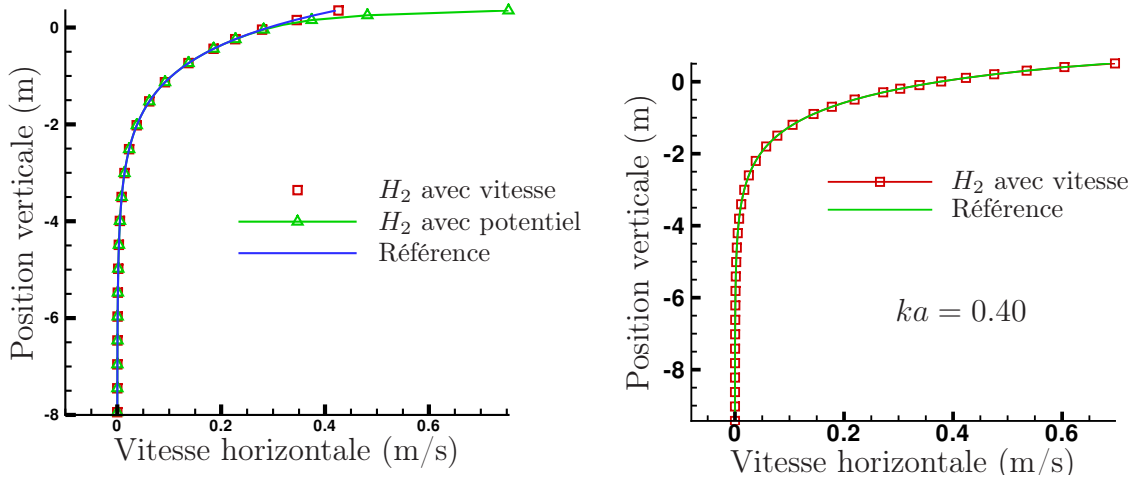 Position verticale (m)
0
-2
-4
-6
-8
0
0.2
0.4
0.6
Vitesse horizontale (m/s)
H₂ avec vitesse
H₂ avec potentiel
Référence
Position verticale (m)
0
-2
-4
-6
-8
0
0.2
0.4
0.6
Vitesse horizontale (m/s)
H₂ avec vitesse
Référence
ka = 0.40